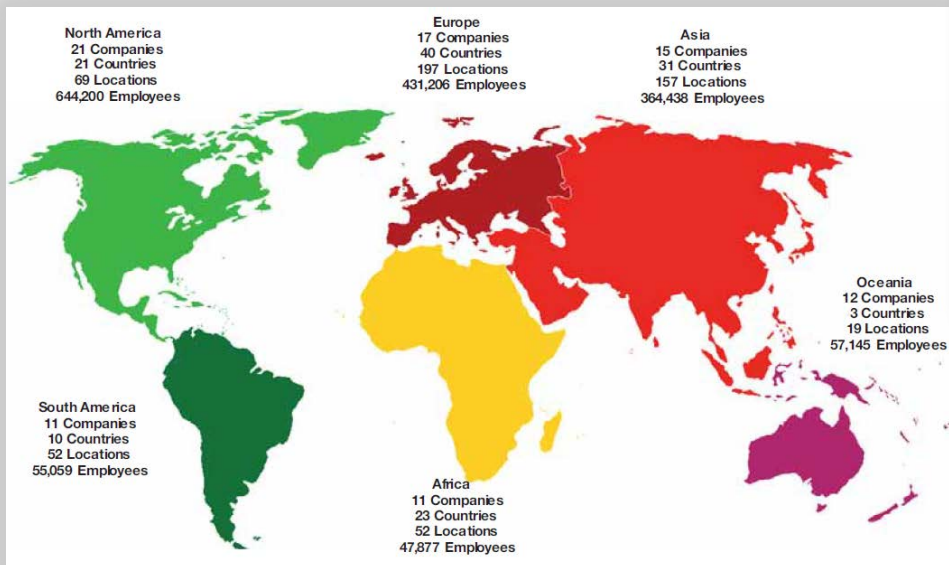 North America
21 Companies
21 Countries
69 Locations
644,200 Employees
Europe
17 Companies
40 Countries
197 Locations
431,206 Employees
Asia
15 Companies
31 Countries
157 Locations
364,438 Employees
Oceania
12 Companies
3 Countries
19 Locations
57,145 Employees
South America
11 Companies
10 Countries
52 Locations
55,059 Employees
Africa
11 Companies
23 Countries
52 Locations
47,877 Employees